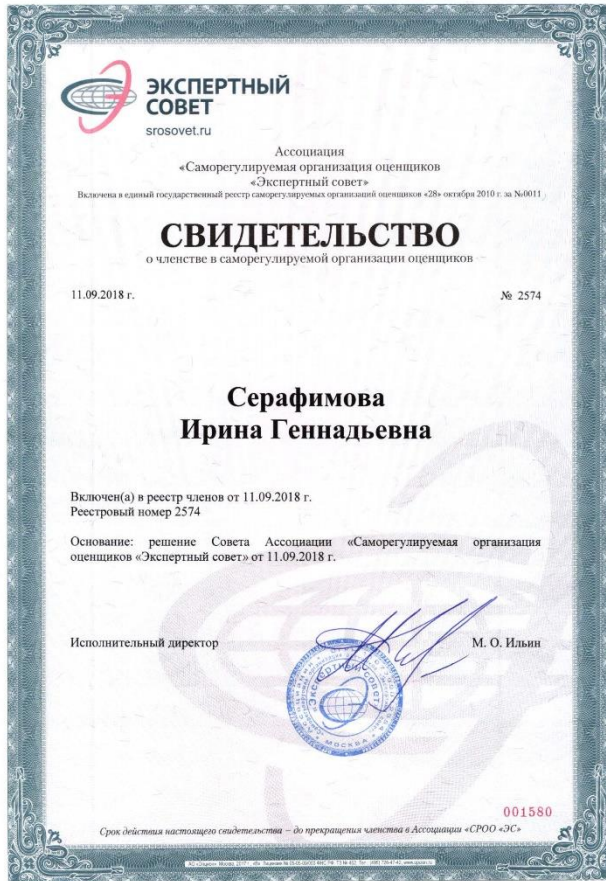 ЭКСПЕРТНЫЙ
СОВЕТ
srosovet.ru
Ассоциация
«Саморегулируемая организация оценщиков
«Экспертный совет»
Включена в единый государственный реестр саморегулируемых организаций оценщиков «28» октября 2010 г. за №0011
СВИДЕТЕЛЬСТВО
о членстве в саморегулируемой организации оценщиков
11.09.2018 г. № 2574
Серафимова
Ирина Геннадьевна
Включен(а) в реестр членов от 11.09.2018 г.
Реестровый номер 2574
Основание: решение Совета Ассоциации «Саморегулируемая организация
оценщиков «Экспертный совет» от 11.09.2018 г.
Исполнительный директор М. О. Ильин
ЭКСПЕРТНЫЙ СОВЕТ
МОСКВА
001580
Срок действия настоящего свидетельства – до прекращения членства в Ассоциации «СРОО «ЭС»